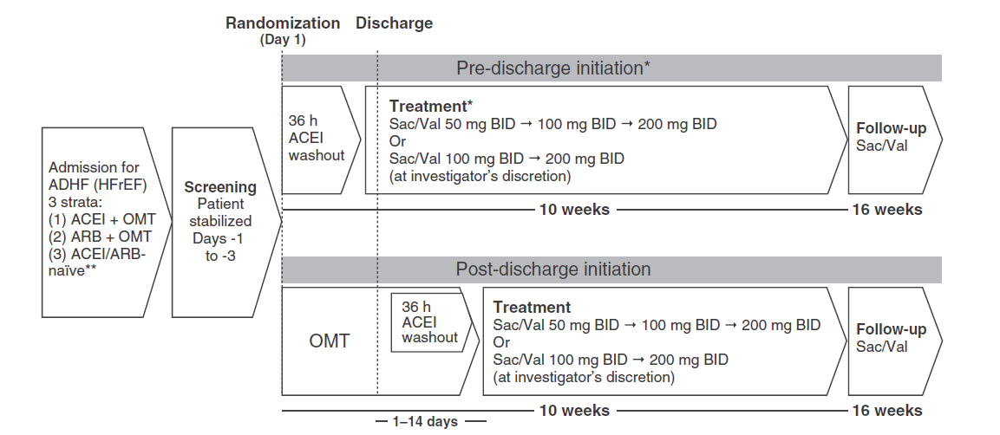 Randomization Discharge
(Day 1)
Pre-discharge initiation*
36 h
ACEI
washout
Treatment*
Sac/Val 50 mg BID → 100 mg BID → 200 mg BID
Or
Sac/Val 100 mg BID → 200 mg BID
(at investigator's discretion)
Follow-up
Sac/Val
10 weeks
16 weeks
Admission for
ADHF (HFrEF)
3 strata:
(1) ACEI + OMT
(2) ARB + OMT
(3) ACEI/ARB-
naïve**
Screening
Patient
stabilized
Days -1
to -3
Post-discharge initiation
OMT
36 h
ACEI
washout
Treatment
Sac/Val 50 mg BID → 100 mg BID → 200 mg BID
Or
Sac/Val 100 mg BID → 200 mg BID
(at investigator's discretion)
Follow-up
Sac/Val
10 weeks
16 weeks
1–14 days